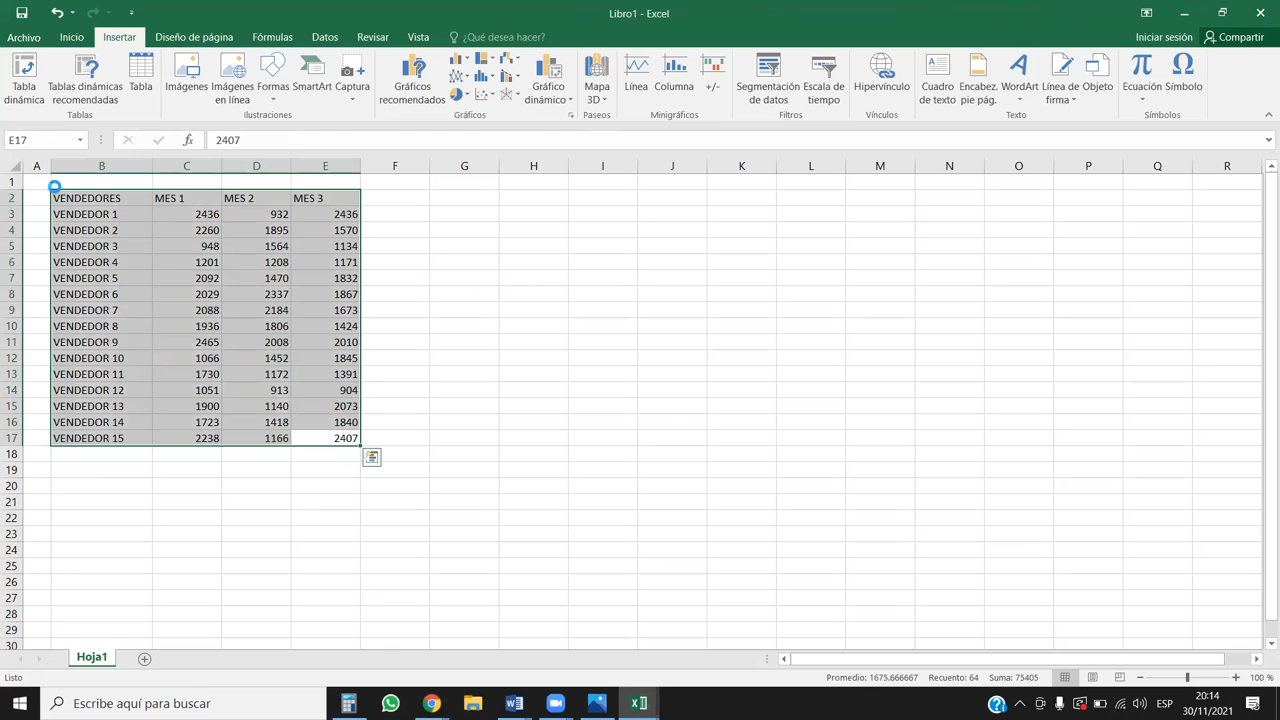 Libro1 - Excel
Archivo Inicio Insertar Diseño de página Fórmulas Datos Revisar Vista ¿Qué desea hacer? Iniciar sesión Compartir
Tabla dinámica
Tablas dinámicas recomendadas
Tabla
Imágenes
Imágenes en línea
Formas
SmartArt
Captura
Gráficos recomendados
Gráfico dinámico
Mapa 3D
Línea
Columna
+/-
Segmentación de datos
Escala de tiempo
Hipervínculo
Cuadro de texto
Encabez. pie pág.
WordArt
Línea de firma
Objeto
Ecuación
Símbolo
Tablas Ilustraciones Gráficos Paseos Minigráficos Filtros Vínculos Texto Símbolos
E17 fx 2407
A B C D E F G H I J K L M N O P Q R
1
2 VENDEDORES MES 1 MES 2 MES 3
3 VENDEDOR 1 2436 932 2436
4 VENDEDOR 2 2260 1895 1570
5 VENDEDOR 3 948 1564 1134
6 VENDEDOR 4 1201 1208 1171
7 VENDEDOR 5 2092 1470 1832
8 VENDEDOR 6 2029 2337 1867
9 VENDEDOR 7 2088 2184 1673
10 VENDEDOR 8 1936 1806 1424
11 VENDEDOR 9 2465 2008 2010
12 VENDEDOR 10 1066 1452 1845
13 VENDEDOR 11 1730 1172 1391
14 VENDEDOR 12 1051 913 904
15 VENDEDOR 13 1900 1140 2073
16 VENDEDOR 14 1723 1418 1840
17 VENDEDOR 15 2238 1166 2407
18
19
20
21
22
23
24
25
26
27
28
29
30
Hoja1
Listo Promedio: 1675.666667 Recuento: 64 Suma: 75405 100 %
Escribe aquí para buscar
ESP
20:14
30/11/2021